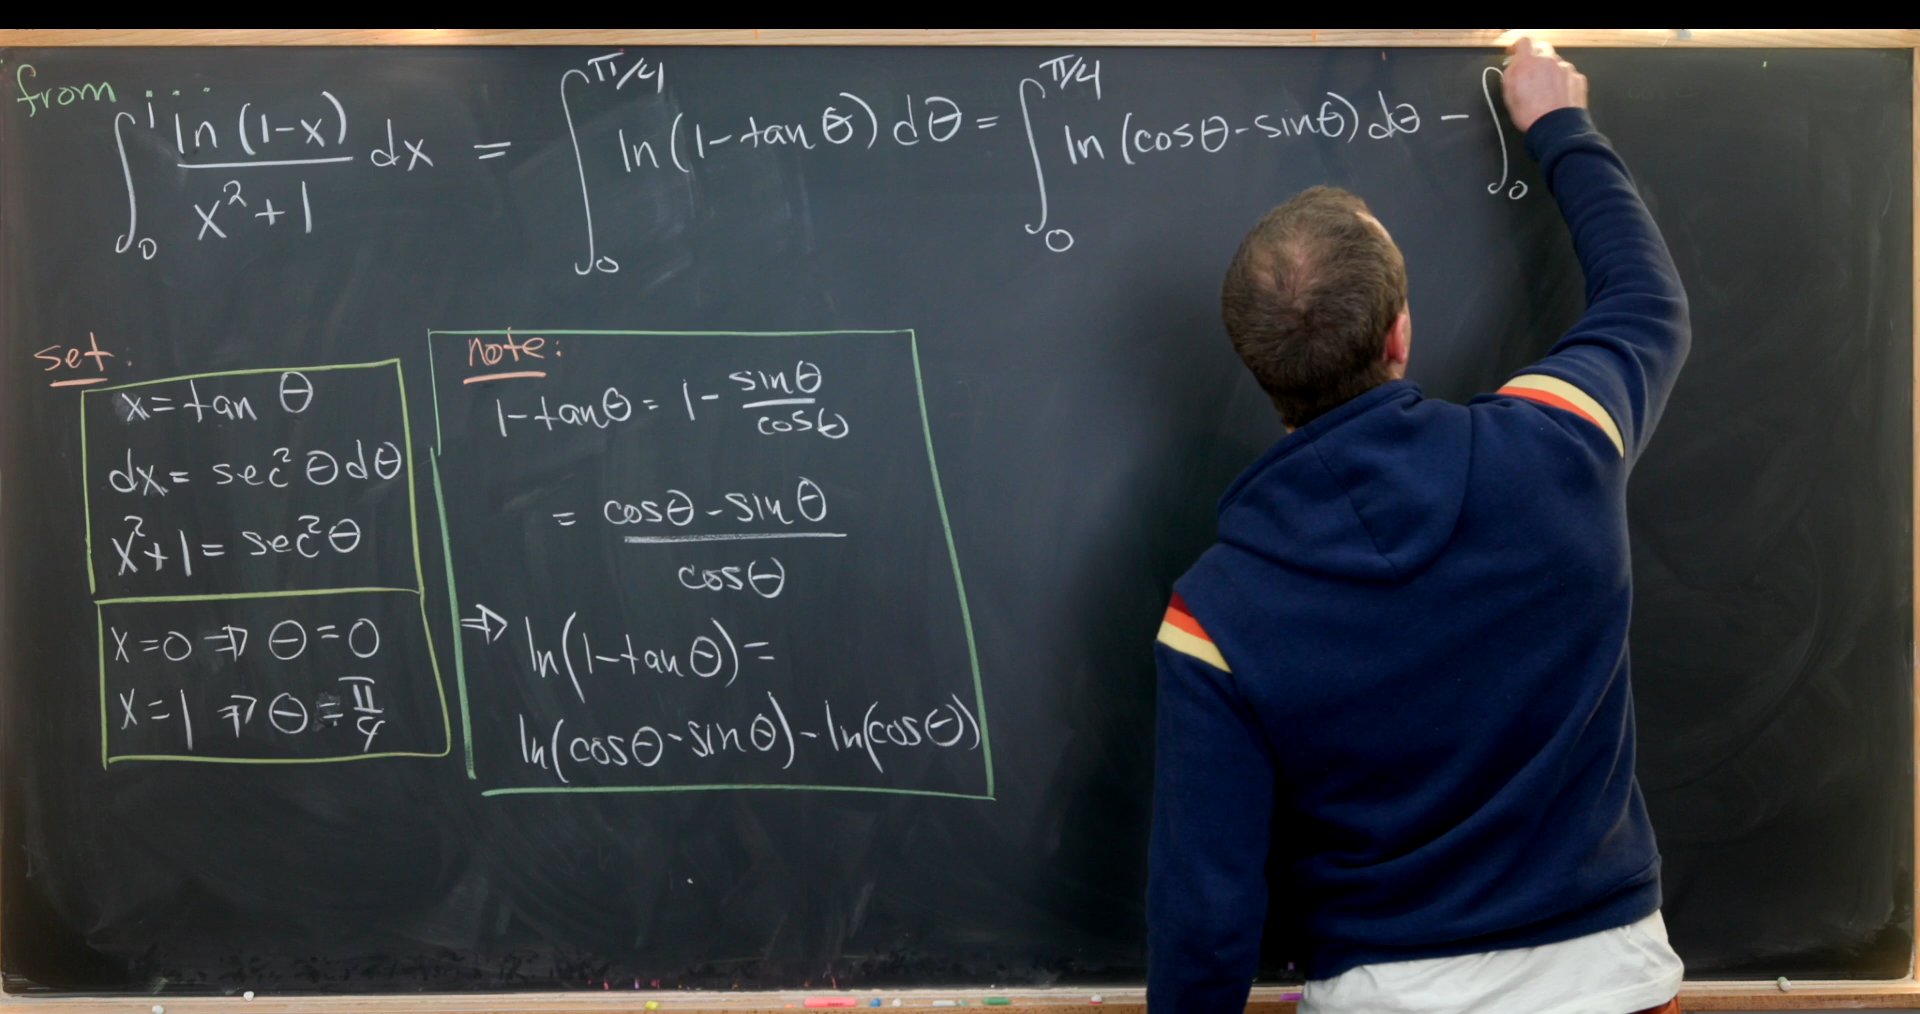 from ...
∫₀¹ ln(1-x)/(x²+1) dx = ∫₀^(π/4) ln(1-tanθ)dθ = ∫₀^(π/4) ln(cosθ-sinθ)dθ - ∫₀
set:
x=tan θ
dx= sec²θdθ
x²+1= sec²θ
x=0 ⇒ θ=0
x=1 ⇒ θ=π/4
note:
1-tanθ= 1- sinθ/cosθ
= (cosθ-sinθ)/cosθ
⇒ ln(1-tanθ)=
ln(cosθ-sinθ)-ln(cosθ)